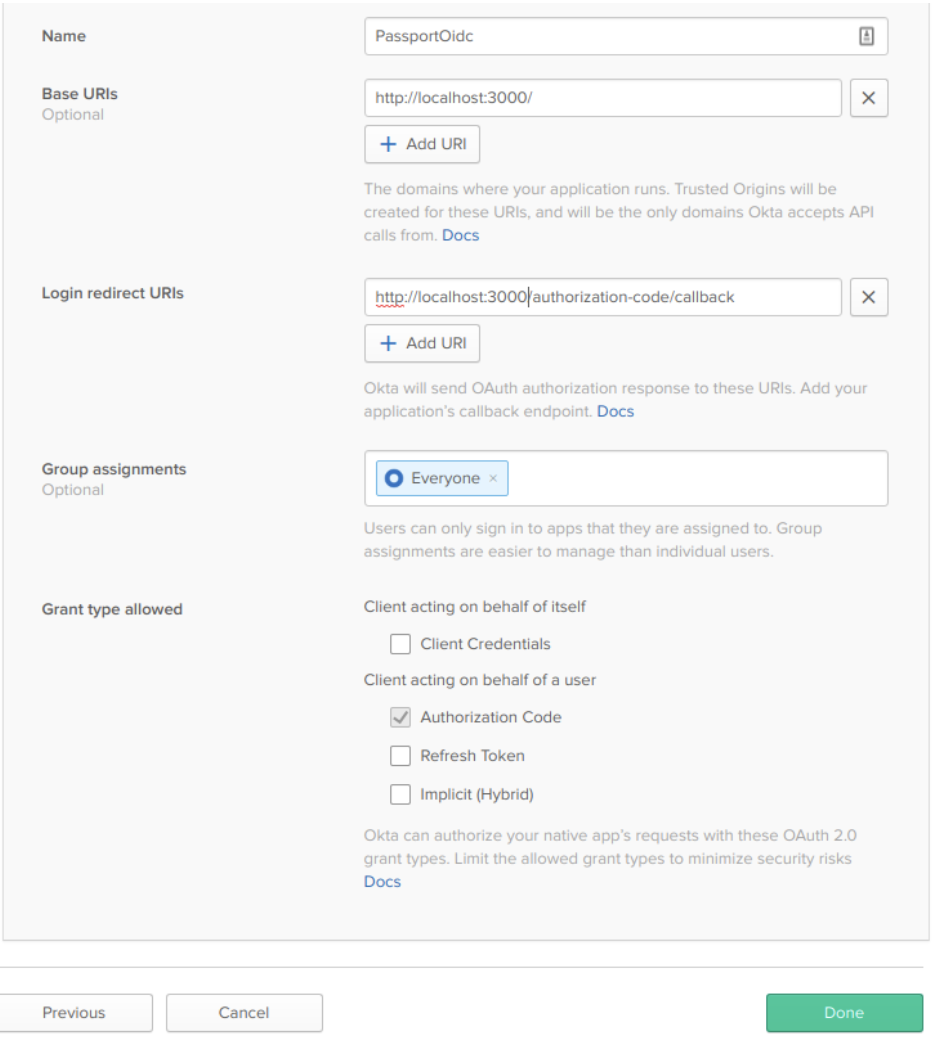 Name
PassportOidc
Base URIs
Optional
http://localhost:3000/
+ Add URI
The domains where your application runs. Trusted Origins will be
created for these URIs, and will be the only domains Okta accepts API
calls from. Docs
Login redirect URIs
http://localhost:3000/authorization-code/callback
+ Add URI
Okta will send OAuth authorization response to these URIs. Add your
application's callback endpoint. Docs
Group assignments
Optional
Everyone ×
Users can only sign in to apps that they are assigned to. Group
assignments are easier to manage than individual users.
Grant type allowed
Client acting on behalf of itself
Client Credentials
Client acting on behalf of a user
Authorization Code
Refresh Token
Implicit (Hybrid)
Okta can authorize your native app's requests with these OAuth 2.0
grant types. Limit the allowed grant types to minimize security risks
Docs
Previous
Cancel
Done